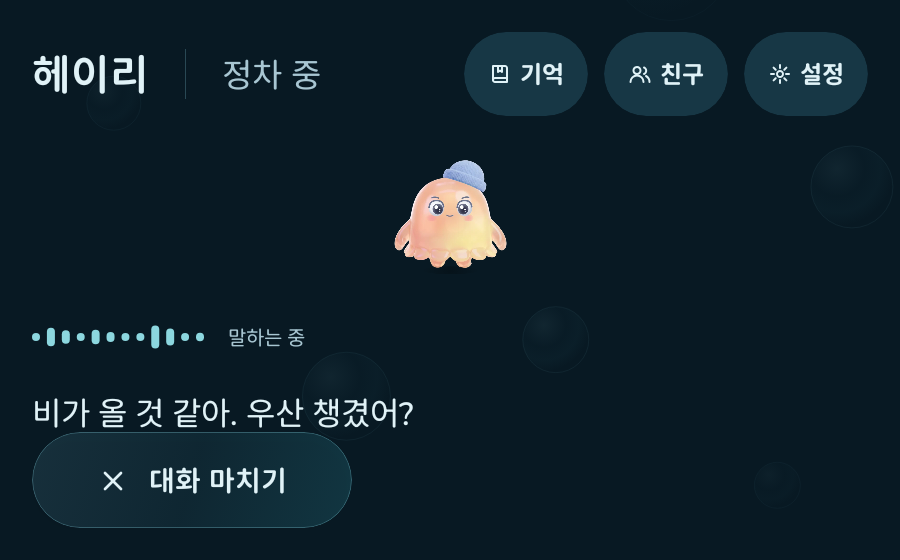 헤이리
정차 중
기억
친구
설정
말하는 중
비가 올 것 같아. 우산 챙겼어?
대화 마치기